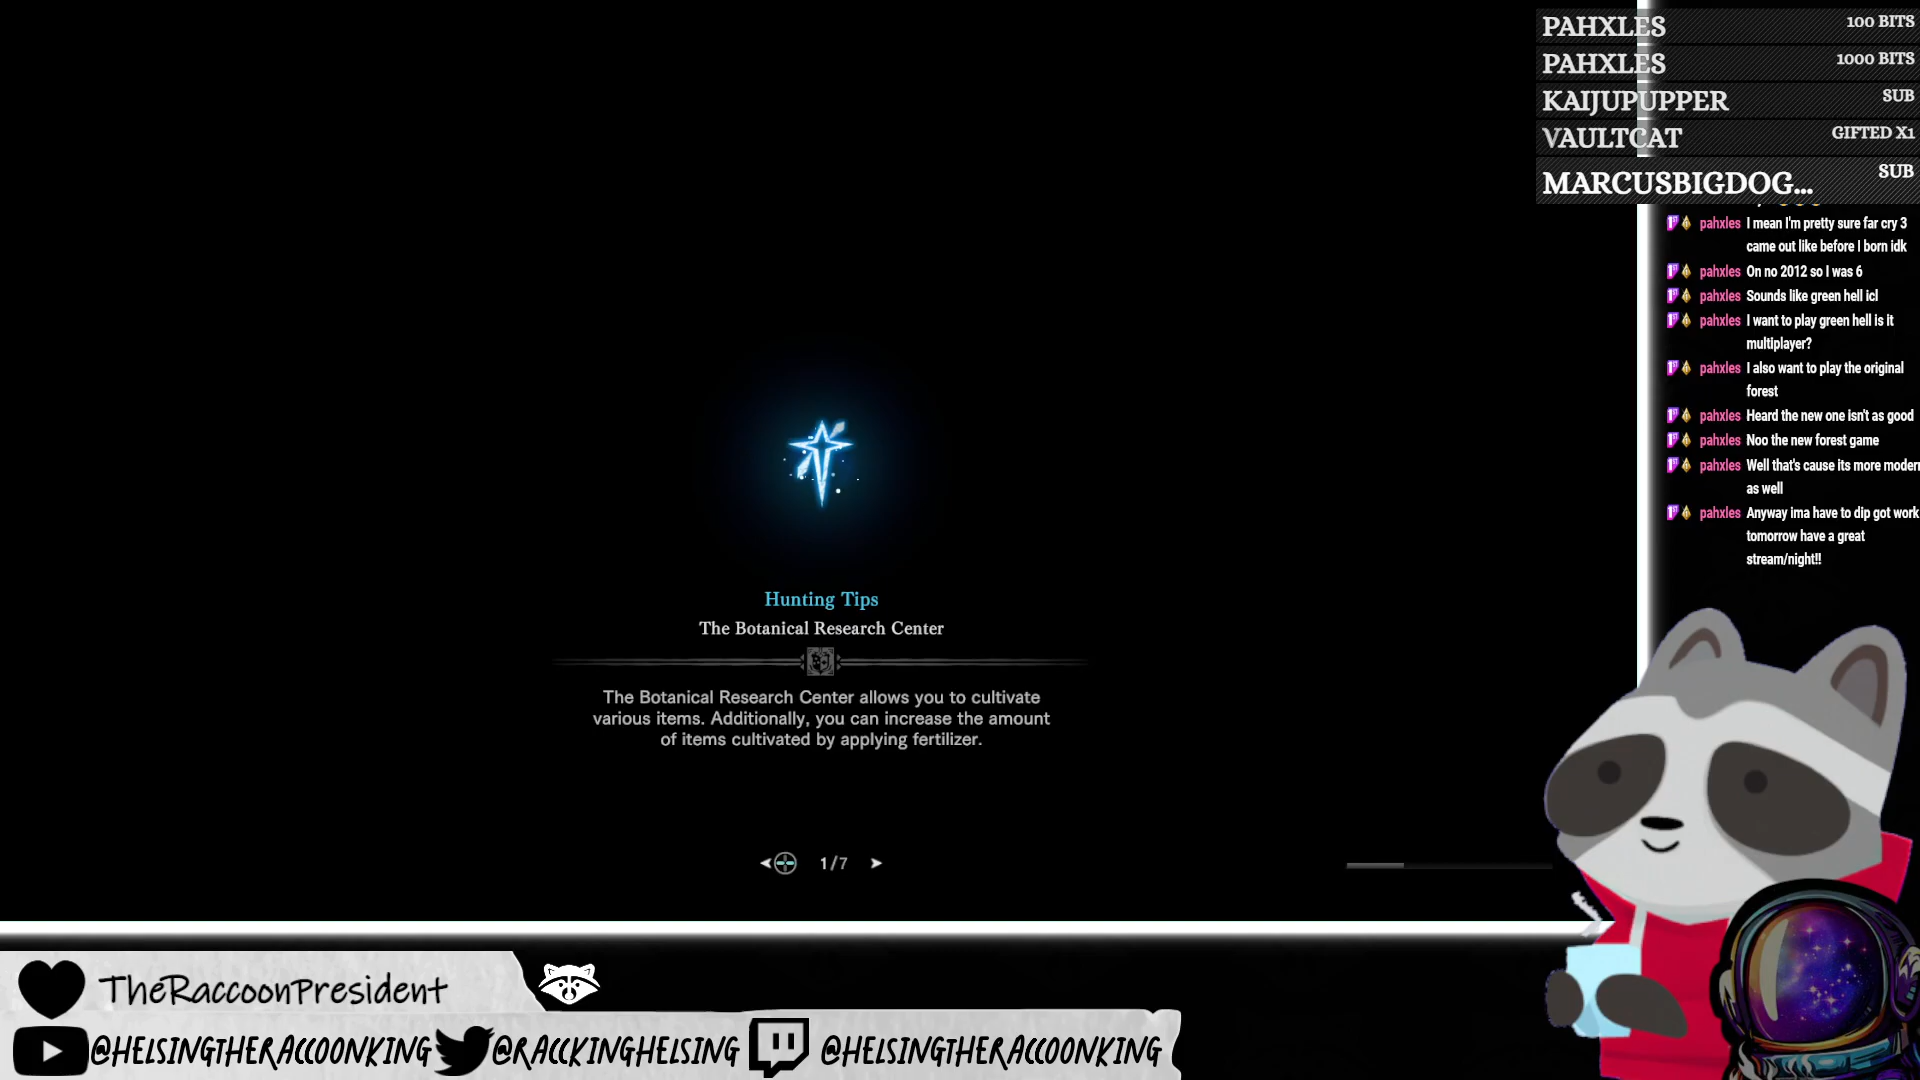 PAHXLES 100 BITS
PAHXLES 1000 BITS
KAIJUPUPPER SUB
VAULTCAT GIFTED X1
MARCUSBIGDOG... SUB
pahxles I mean I'm pretty sure far cry 3
came out like before I born idk
pahxles On no 2012 so I was 6
pahxles Sounds like green hell icl
pahxles I want to play green hell is it
multiplayer?
pahxles I also want to play the original
forest
pahxles Heard the new one isn't as good
pahxles Noo the new forest game
pahxles Well that's cause its more modern
as well
pahxles Anyway ima have to dip got work
tomorrow have a great
stream/night!!
Hunting Tips
The Botanical Research Center
The Botanical Research Center allows you to cultivate
various items. Additionally, you can increase the amount
of items cultivated by applying fertilizer.
1/7
TheRaccoonPresident
@HELSINGTHERACCOONKING @RACCKINGHELSING @HELSINGTHERACCOONKING